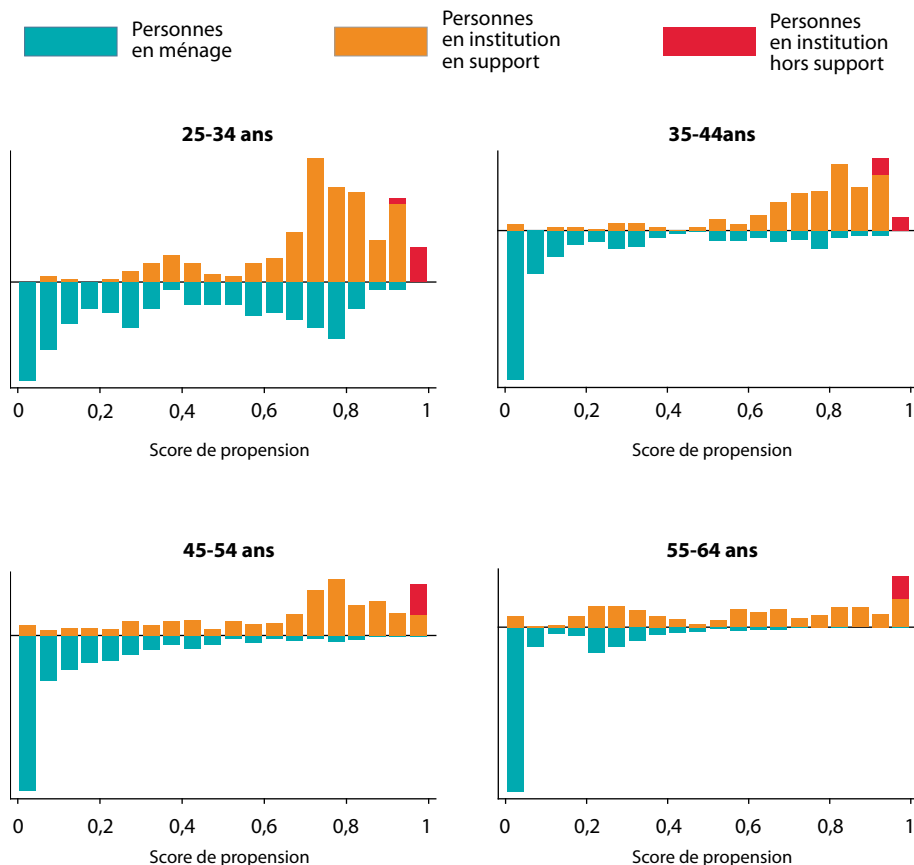 Personnes
en ménage
Personnes
en institution
en support
Personnes
en institution
hors support
25-34 ans
35-44ans
0 0,2 0,4 0,6 0,8 1
0 0,2 0,4 0,6 0,8 1
Score de propension
Score de propension
45-54 ans
55-64 ans
0 0,2 0,4 0,6 0,8 1
0 0,2 0,4 0,6 0,8 1
Score de propension
Score de propension